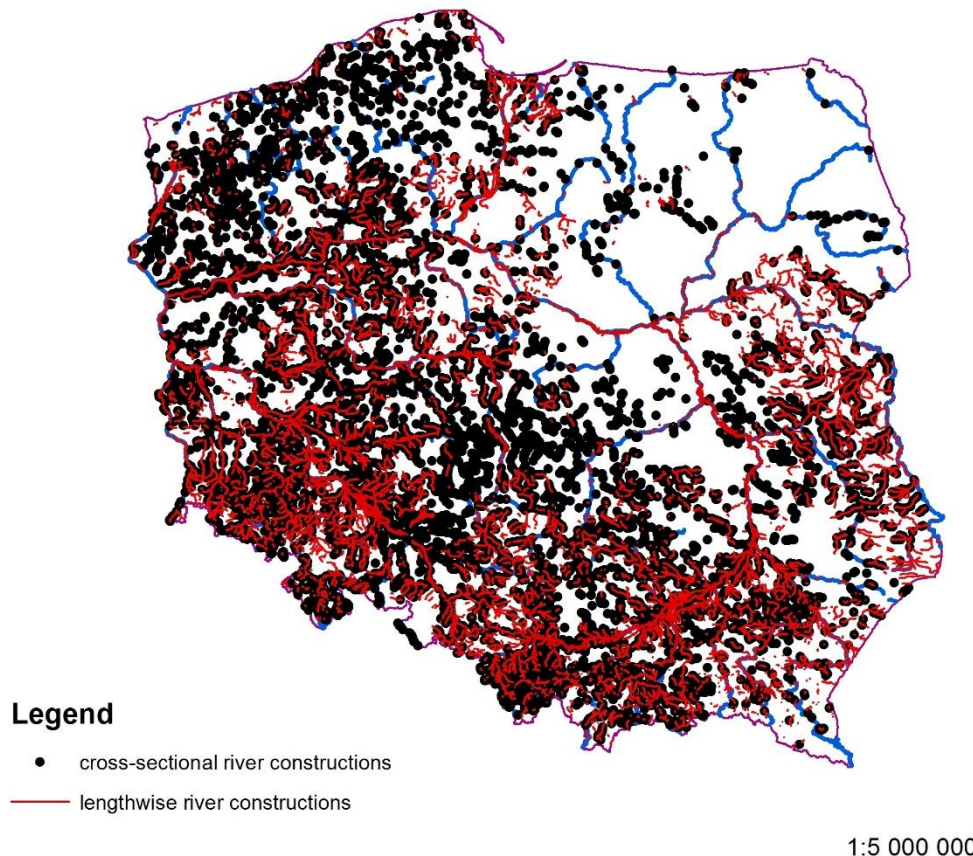 Legend
cross-sectional river constructions
lengthwise river constructions
1:5 000 000